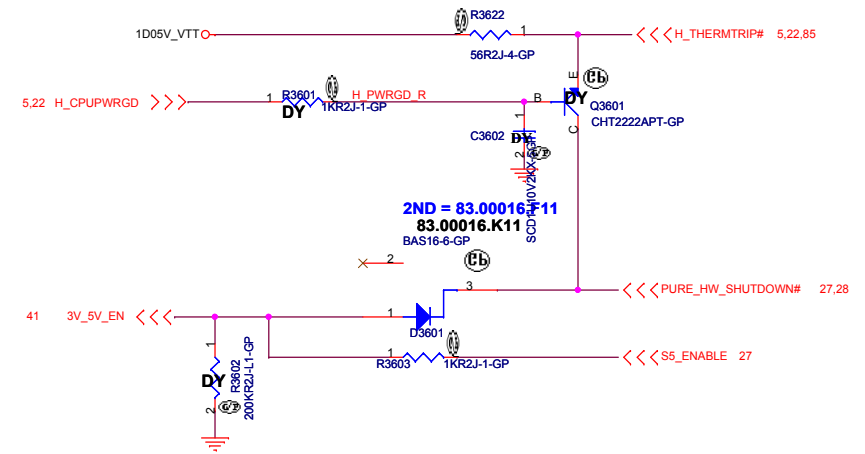 R3622
1D05V_VTT
1
H_THERMTRIP# 5,22,85
56R2J-4-GP
E
R3601
5,22 H_CPUPWRGD
1
H_PWRGD_R
B
DY
Q3601
1KR2J-1-GP
DY
CHT2222APT-GP
1
C
C3602
DY
2
SCD1U10V2KX-5GP
2ND = 83.00016.F11
83.00016.K11
BAS16-6-GP
2
3
PURE_HW_SHUTDOWN# 27,28
41 3V_5V_EN
1
D3601
1
R3602
200KR2J-L1-GP
DY
2
1
R3603
1KR2J-1-GP
S5_ENABLE 27